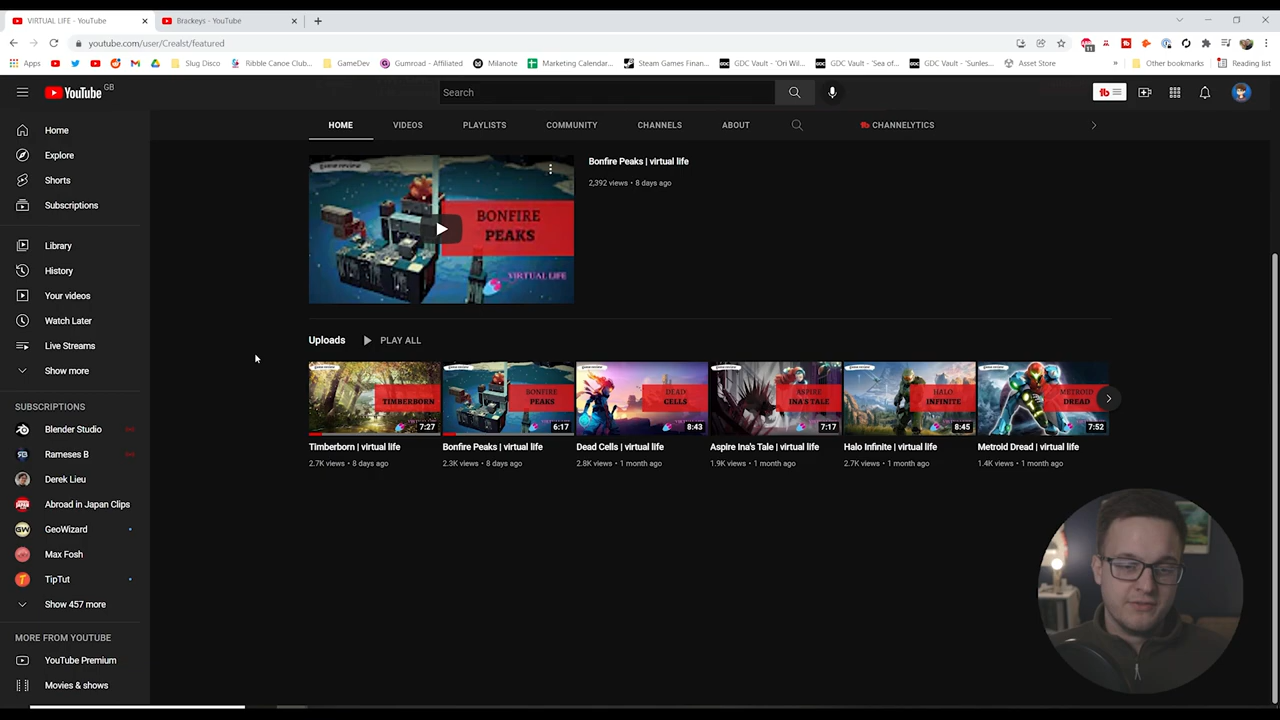 VIRTUAL LIFE - YouTube
Brackeys - YouTube
youtube.com/user/Crealst/featured
11
Apps
Slug Disco
Ribble Canoe Club...
GameDev
Gumroad - Affiliated
Milanote
Marketing Calendar...
Steam Games Finan...
GDC Vault - 'On Wil...
GDC Vault - 'Sea of...
GDC Vault - 'Sunles...
Asset Store
Other bookmarks
Reading list
YouTube GB
Search
tb
HOME
VIDEOS
PLAYLISTS
COMMUNITY
CHANNELS
ABOUT
CHANNELYTICS
Home
Explore
Shorts
Subscriptions
Library
History
Your videos
Watch Later
Live Streams
Show more
SUBSCRIPTIONS
Blender Studio
Rameses B
Derek Lieu
Abroad in Japan Clips
GeoWizard
Max Fosh
TipTut
Show 457 more
MORE FROM YOUTUBE
YouTube Premium
Movies & shows
BONFIRE
PEAKS
VIRTUAL LIFE
Bonfire Peaks | virtual life
2,392 views • 8 days ago
Uploads
PLAY ALL
TIMBERBORN
7:27
BONFIRE
PEAKS
6:17
DEAD
CELLS
8:43
ASPIRE
INA'S TALE
7:17
HALO
INFINITE
8:45
METROID
DREAD
7:52
Timberborn | virtual life
2.7K views • 8 days ago
Bonfire Peaks | virtual life
2.3K views • 8 days ago
Dead Cells | virtual life
2.8K views • 1 month ago
Aspire Ina's Tale | virtual life
1.9K views • 1 month ago
Halo Infinite | virtual life
2.7K views • 1 month ago
Metroid Dread | virtual life
1.4K views • 1 month ago